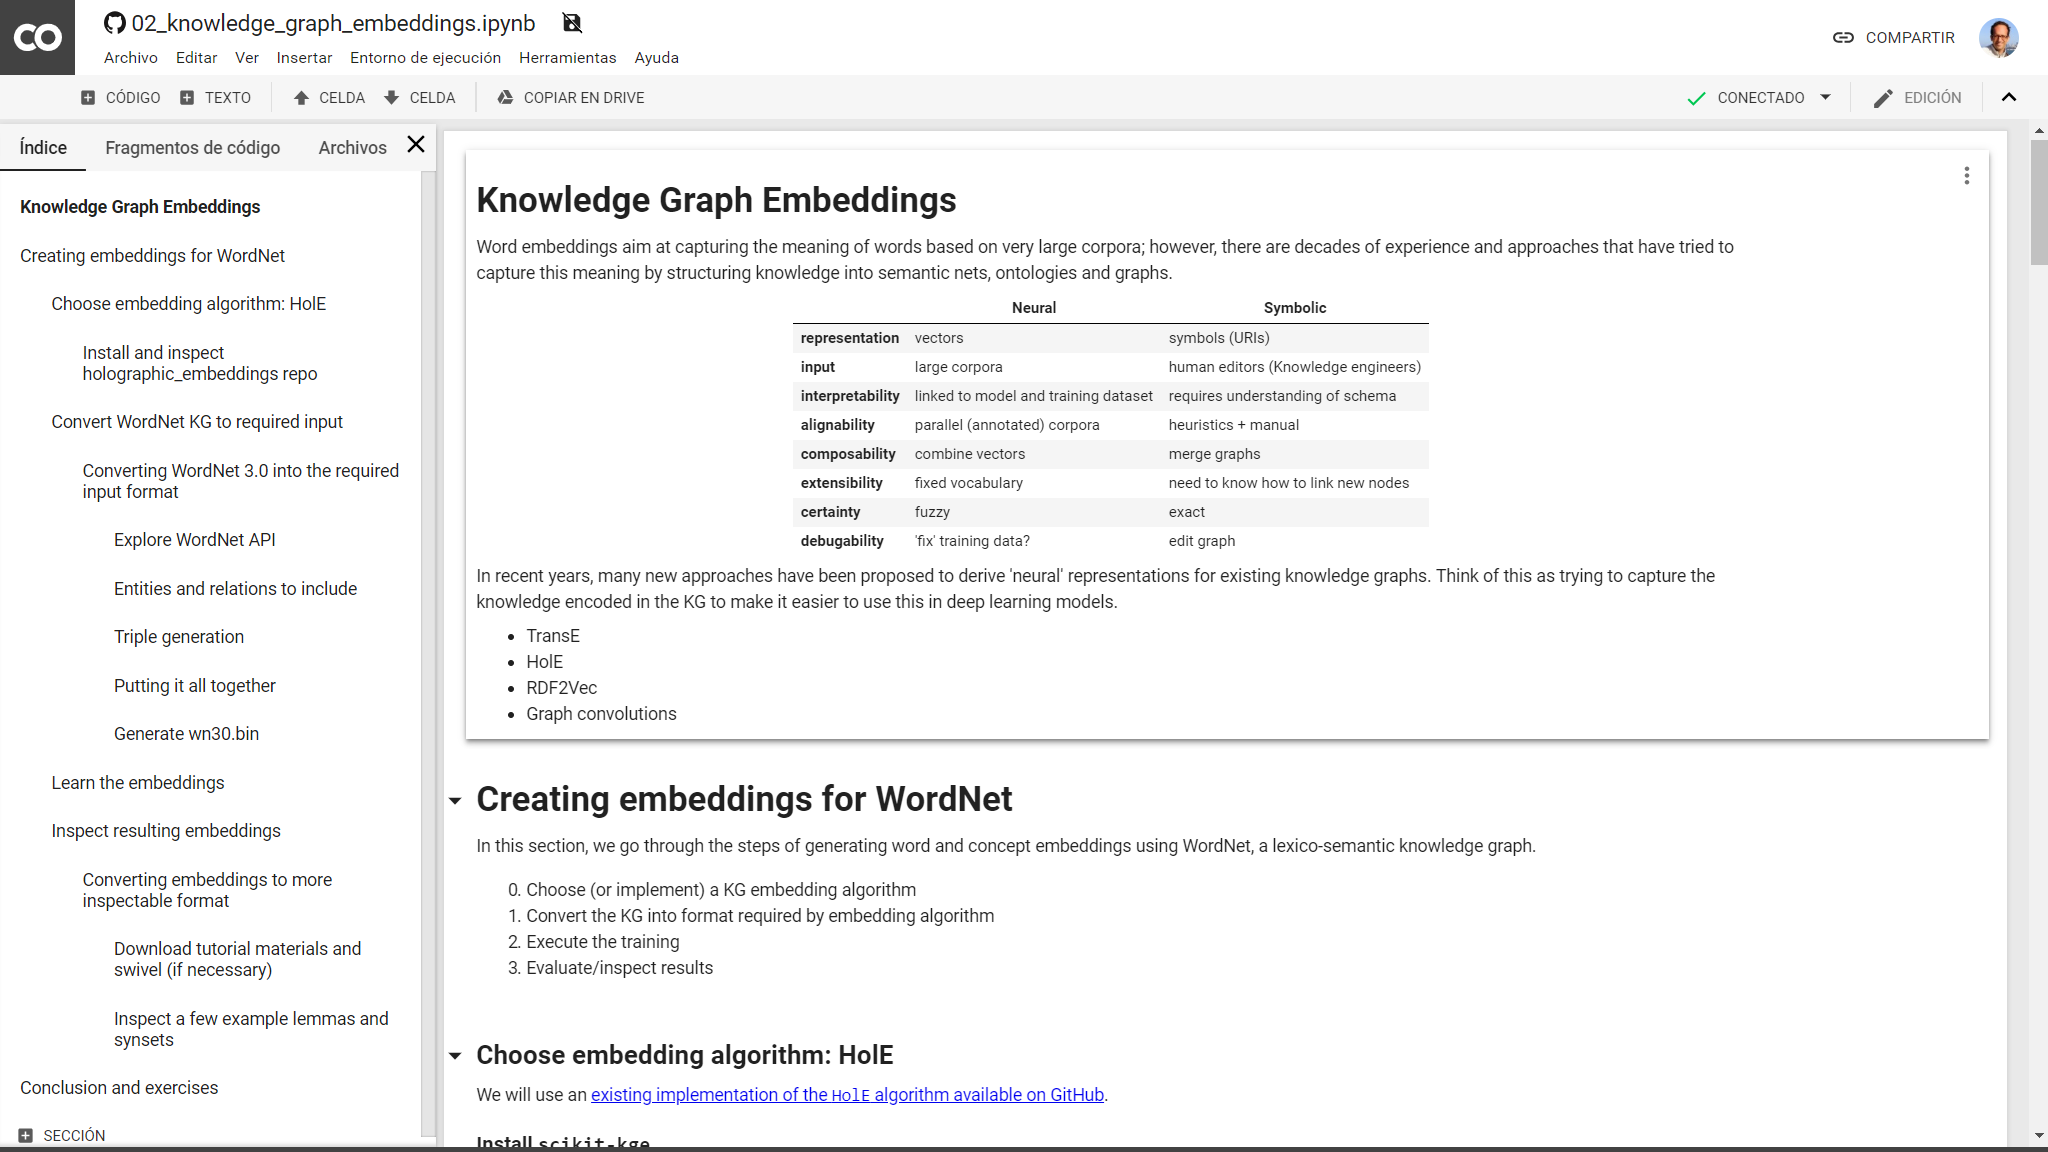 CO
02_knowledge_graph_embeddings.ipynb
Archivo Editar Ver Insertar Entorno de ejecución Herramientas Ayuda
COMPARTIR
CÓDIGO TEXTO CELDA CELDA COPIAR EN DRIVE
CONECTADO EDICIÓN
Índice Fragmentos de código Archivos
Knowledge Graph Embeddings
Creating embeddings for WordNet
Choose embedding algorithm: HolE
Install and inspect
holographic_embeddings repo
Convert WordNet KG to required input
Converting WordNet 3.0 into the required
input format
Explore WordNet API
Entities and relations to include
Triple generation
Putting it all together
Generate wn30.bin
Learn the embeddings
Inspect resulting embeddings
Converting embeddings to more
inspectable format
Download tutorial materials and
swivel (if necessary)
Inspect a few example lemmas and
synsets
Conclusion and exercises
SECCIÓN
Knowledge Graph Embeddings
Word embeddings aim at capturing the meaning of words based on very large corpora; however, there are decades of experience and approaches that have tried to
capture this meaning by structuring knowledge into semantic nets, ontologies and graphs.
Neural Symbolic
representation vectors symbols (URIs)
input large corpora human editors (Knowledge engineers)
interpretability linked to model and training dataset requires understanding of schema
alignability parallel (annotated) corpora heuristics + manual
composability combine vectors merge graphs
extensibility fixed vocabulary need to know how to link new nodes
certainty fuzzy exact
debugability 'fix' training data? edit graph
In recent years, many new approaches have been proposed to derive 'neural' representations for existing knowledge graphs. Think of this as trying to capture the
knowledge encoded in the KG to make it easier to use this in deep learning models.
• TransE
• HolE
• RDF2Vec
• Graph convolutions
Creating embeddings for WordNet
In this section, we go through the steps of generating word and concept embeddings using WordNet, a lexico-semantic knowledge graph.
0. Choose (or implement) a KG embedding algorithm
1. Convert the KG into format required by embedding algorithm
2. Execute the training
3. Evaluate/inspect results
Choose embedding algorithm: HolE
We will use an existing implementation of the HolE algorithm available on GitHub.
Install scikit-kge